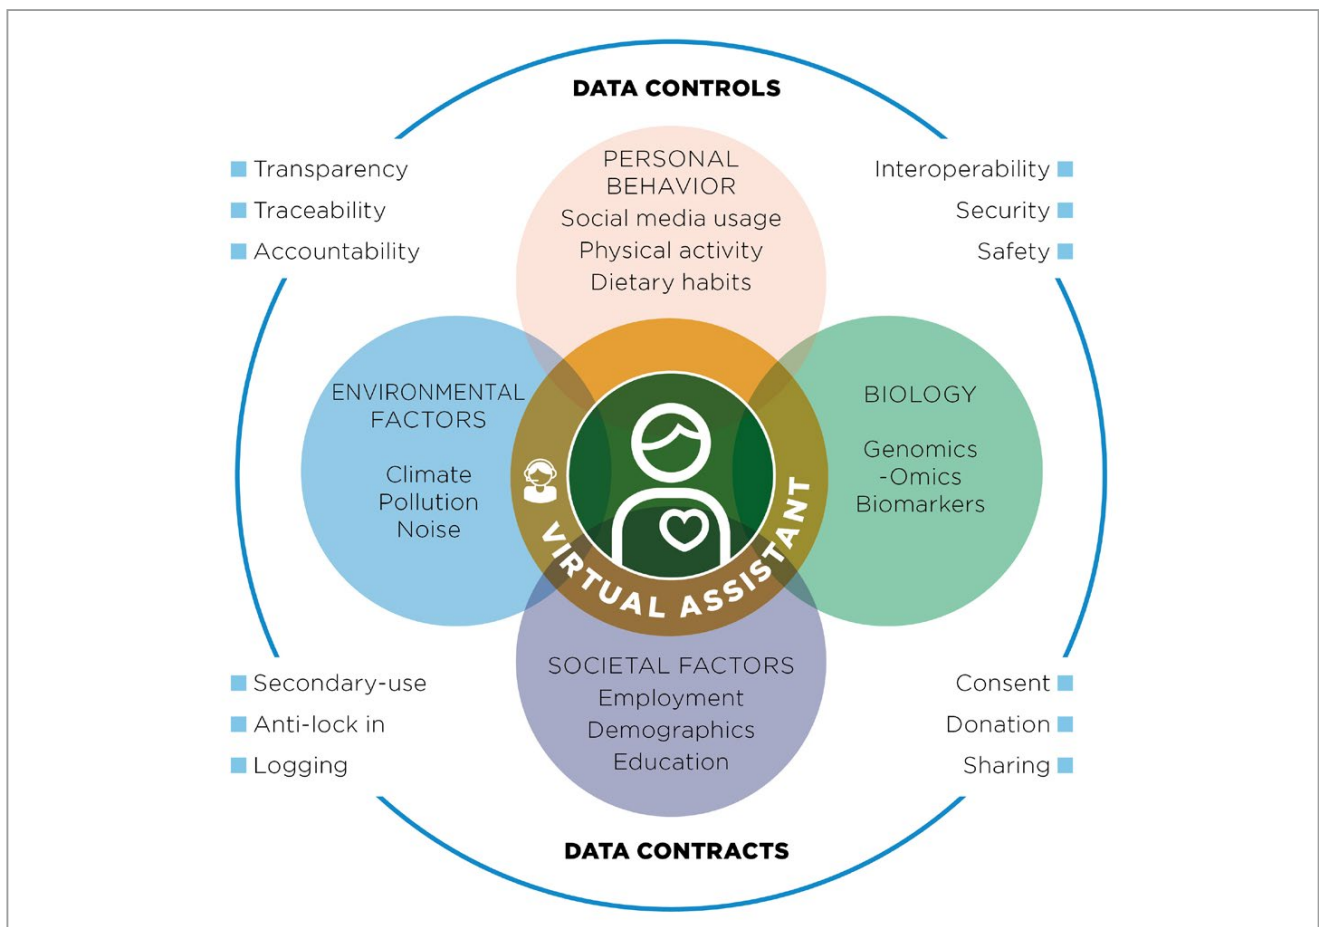 DATA CONTROLS
Transparency
Traceability
Accountability
PERSONAL
BEHAVIOR
Social media usage
Physical activity
Dietary habits
Interoperability
Security
Safety
ENVIRONMENTAL
FACTORS
Climate
Pollution
Noise
VIRTUAL ASSISTANT
BIOLOGY
Genomics
-Omics
Biomarkers
SOCIETAL FACTORS
Employment
Demographics
Education
Secondary-use
Anti-lock in
Logging
Consent
Donation
Sharing
DATA CONTRACTS